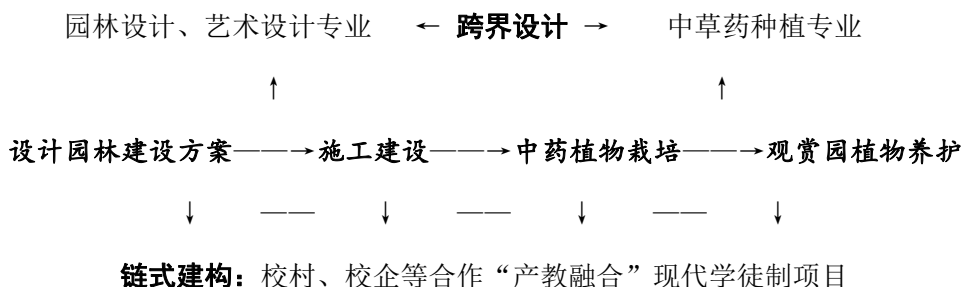 园林设计、艺术设计专业 ← 跨界设计 → 中草药种植专业
↑ ↑
设计园林建设方案——→施工建设——→中药植物栽培——→观赏园植物养护
↓ —— ↓ —— ↓ —— ↓
链式建构：校村、校企等合作“产教融合”现代学徒制项目